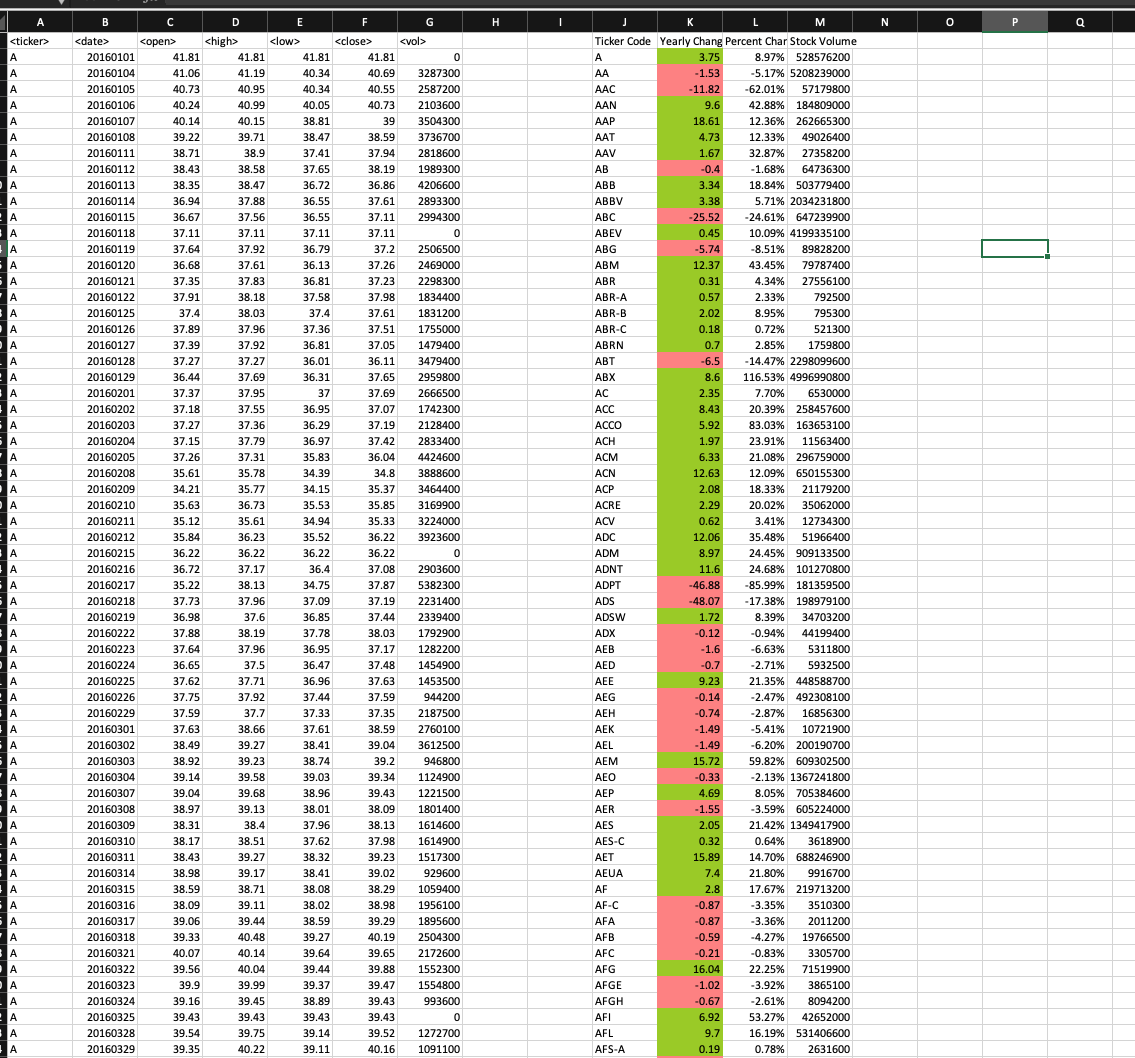 A B C D E F G H I J K L M N O P Q
<ticker> <date> <open> <high> <low> <close> <vol> Ticker Code Yearly Chang Percent Char Stock Volume
A 20160101 41.81 41.81 41.81 41.81 0 A 3.75 8.97% 528576200
A 20160104 41.06 41.19 40.34 40.69 3287300 AA -1.53 -5.17% 5208239000
A 20160105 40.73 40.95 40.34 40.55 2587200 AAC -11.82 -62.01% 57179800
A 20160106 40.24 40.99 40.05 40.73 2103600 AAN 9.6 42.88% 184809000
A 20160107 40.14 40.15 38.81 39 3504300 AAP 18.61 12.36% 262665300
A 20160108 39.22 39.71 38.47 38.59 3736700 AAT 4.73 12.33% 49026400
A 20160111 38.71 38.9 37.41 37.94 2818600 AAV 1.67 32.87% 27358200
A 20160112 38.43 38.58 37.65 38.19 1989300 AB -0.4 -1.68% 64736300
A 20160113 38.35 38.47 36.72 36.86 4206600 ABB 3.34 18.84% 503779400
A 20160114 36.94 37.88 36.55 37.61 2893300 ABBV 3.38 5.71% 2034231800
A 20160115 36.67 37.56 36.55 37.11 2994300 ABC -25.52 -24.61% 647239900
A 20160118 37.11 37.11 37.11 37.11 0 ABEV 0.45 10.09% 4199335100
A 20160119 37.64 37.92 36.79 37.2 2506500 ABG -5.74 -8.51% 89828200
A 20160120 36.68 37.61 36.13 37.26 2469000 ABM 12.37 43.45% 79787400
A 20160121 37.35 37.83 36.81 37.23 2298300 ABR 0.31 4.34% 27556100
A 20160122 37.91 38.18 37.58 37.98 1834400 ABR-A 0.57 2.33% 792500
A 20160125 37.4 38.03 37.4 37.61 1831200 ABR-B 2.02 8.95% 795300
A 20160126 37.89 37.96 37.36 37.51 1755000 ABR-C 0.18 0.72% 521300
A 20160127 37.39 37.92 36.81 37.05 1479400 ABRN 0.7 2.85% 1759800
A 20160128 37.27 37.27 36.01 36.11 3479400 ABT -6.5 -14.47% 2298099600
A 20160129 36.44 37.69 36.31 37.65 2959800 ABX 8.6 116.53% 4996990800
A 20160201 37.37 37.95 37 37.69 2666500 AC 2.35 7.70% 6530000
A 20160202 37.18 37.55 36.95 37.07 1742300 ACC 8.43 20.39% 258457600
A 20160203 37.27 37.36 36.29 37.19 2128400 ACCO 5.92 83.03% 163653100
A 20160204 37.15 37.79 36.97 37.42 2833400 ACH 1.97 23.91% 11563400
A 20160205 37.26 37.31 35.83 36.04 4424600 ACM 6.33 21.08% 296759000
A 20160208 35.61 35.78 34.39 34.8 3888600 ACN 12.63 12.09% 650155300
A 20160209 34.21 35.77 34.15 35.37 3464400 ACP 2.08 18.33% 21179200
A 20160210 35.63 36.73 35.53 35.85 3169900 ACRE 2.29 20.02% 35062000
A 20160211 35.12 35.61 34.94 35.33 3224000 ACV 0.62 3.41% 12734300
A 20160212 35.84 36.23 35.52 36.22 3923600 ADC 12.06 35.48% 51966400
A 20160215 36.22 36.22 36.22 36.22 0 ADM 8.97 24.45% 909133500
A 20160216 36.72 37.17 36.4 37.08 2903600 ADNT 11.6 24.68% 101270800
A 20160217 35.22 38.13 34.75 37.87 5382300 ADPT -46.88 -85.99% 181359500
A 20160218 37.73 37.96 37.09 37.19 2231400 ADS -48.07 -17.38% 198979100
A 20160219 36.98 37.6 36.85 37.44 2339400 ADSW 1.72 8.39% 34703200
A 20160222 37.88 38.19 37.78 38.03 1792900 ADX -0.12 -0.94% 44199400
A 20160223 37.64 37.96 36.95 37.17 1282200 AEB -1.6 -6.63% 5311800
A 20160224 36.65 37.5 36.47 37.48 1454900 AED -0.7 -2.71% 5932500
A 20160225 37.62 37.71 36.96 37.63 1453500 AEE 9.23 21.35% 448588700
A 20160226 37.75 37.92 37.44 37.59 944200 AEG -0.14 -2.47% 492308100
A 20160229 37.59 37.7 37.33 37.35 2187500 AEH -0.74 -2.87% 16856300
A 20160301 37.63 38.66 37.61 38.59 2760100 AEK -1.49 -5.41% 10721900
A 20160302 38.49 39.27 38.41 39.04 3612500 AEL -1.49 -6.20% 200190700
A 20160303 38.92 39.23 38.74 39.2 946800 AEM 15.72 59.82% 609302500
A 20160304 39.14 39.58 39.03 39.34 1124900 AEO -0.33 -2.13% 1367241800
A 20160307 39.04 39.68 38.96 39.43 1221500 AEP 4.69 8.05% 705384600
A 20160308 38.97 39.13 38.01 38.09 1801400 AER -1.55 -3.59% 605224000
A 20160309 38.31 38.4 37.96 38.13 1614600 AES 2.05 21.42% 1349417900
A 20160310 38.17 38.51 37.62 37.98 1614900 AES-C 0.32 0.64% 3618900
A 20160311 38.43 39.27 38.32 39.23 1517300 AET 15.89 14.70% 688246900
A 20160314 38.98 39.17 38.41 39.02 929600 AEUA 7.4 21.80% 9916700
A 20160315 38.59 38.71 38.08 38.29 1059400 AF 2.8 17.67% 219713200
A 20160316 38.09 39.11 38.02 38.98 1956100 AF-C -0.87 -3.35% 3510300
A 20160317 39.06 39.44 38.59 39.29 1895600 AFA -0.87 -3.36% 2011200
A 20160318 39.33 40.48 39.27 40.19 2504300 AFB -0.59 -4.27% 19766500
A 20160321 40.07 40.14 39.64 39.65 2172600 AFC -0.21 -0.83% 3305700
A 20160322 39.56 40.04 39.44 39.88 1552300 AFG 16.04 22.25% 71519900
A 20160323 39.9 39.99 39.37 39.47 1554800 AFGE -1.02 -3.92% 3865100
A 20160324 39.16 39.45 38.89 39.43 993600 AFGH -0.67 -2.61% 8094200
A 20160325 39.43 39.43 39.43 39.43 0 AFI 6.92 53.27% 42652000
A 20160328 39.54 39.75 39.14 39.52 1272700 AFL 9.7 16.19% 531406600
A 20160329 39.35 40.22 39.11 40.16 1091100 AFS-A 0.19 0.78% 2631600